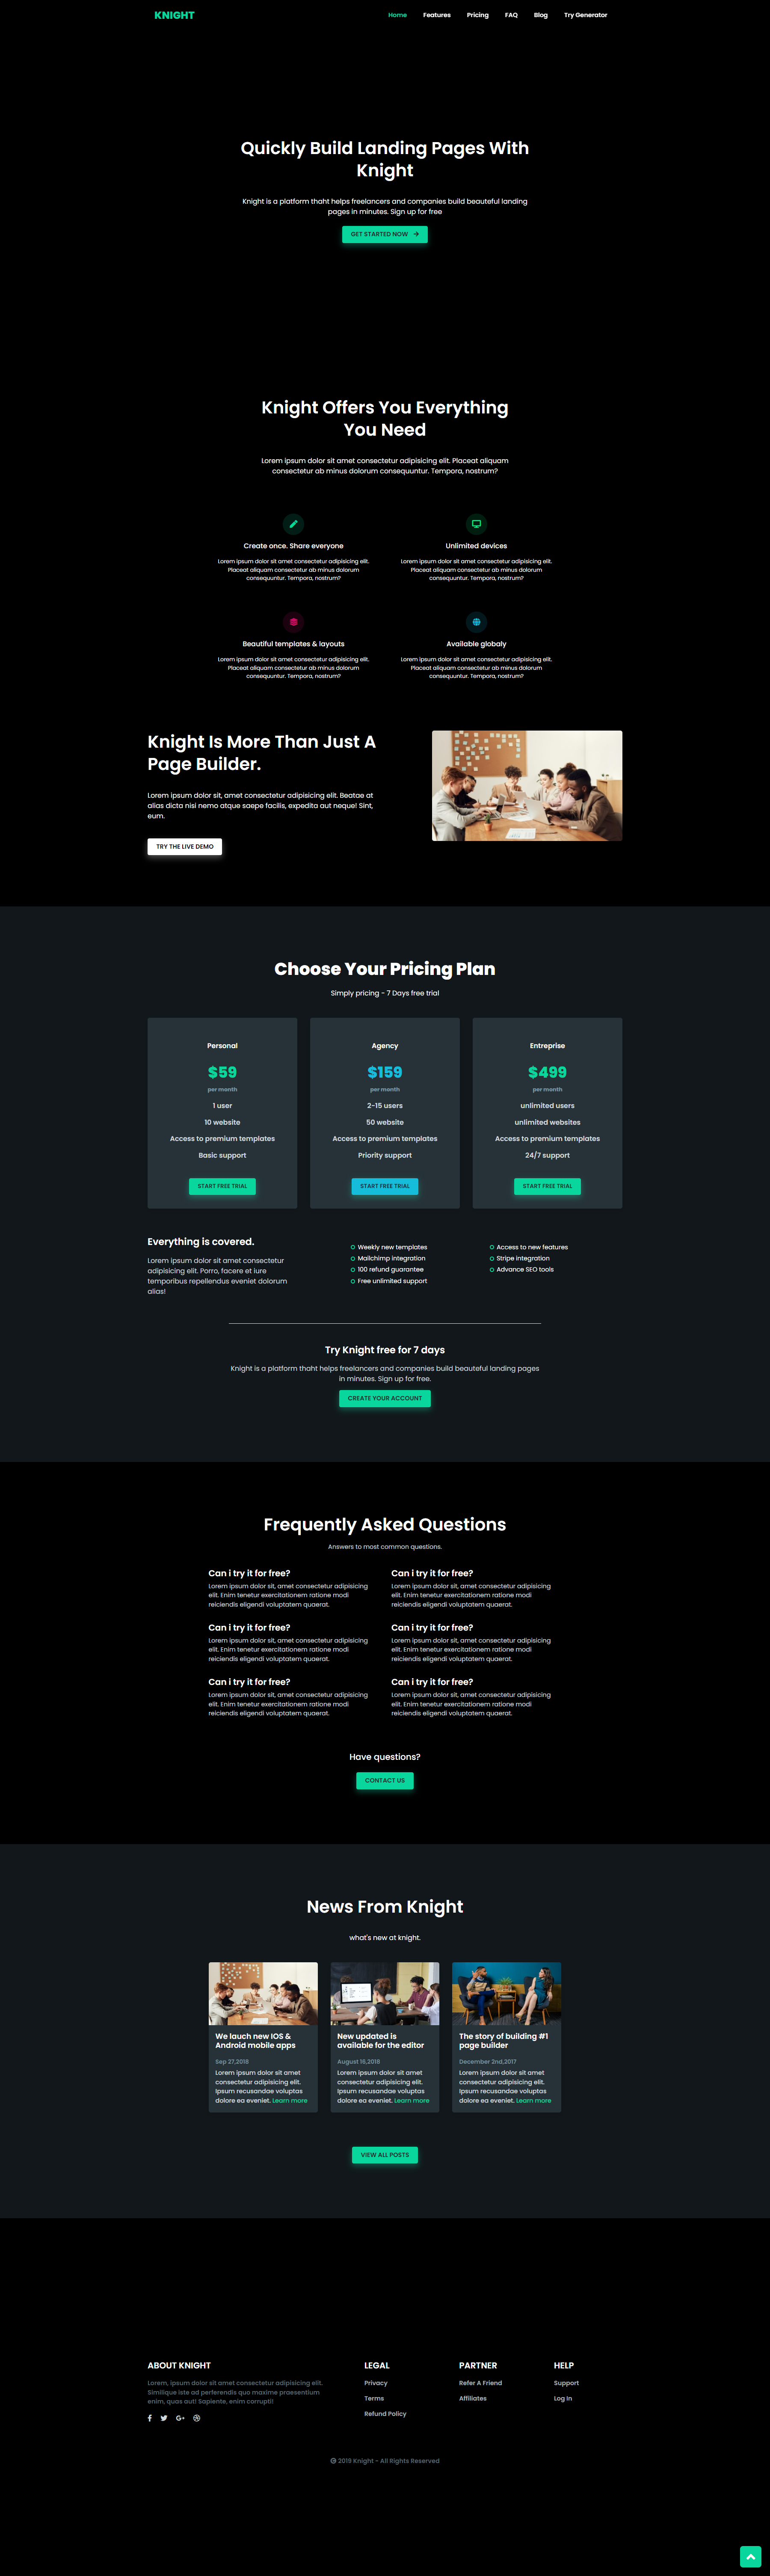 KNIGHT
Home Features Pricing FAQ Blog Try Generator
Quickly Build Landing Pages With
Knight
Knight is a platform thaht helps freelancers and companies build beauteful landing
pages in minutes. Sign up for free
GET STARTED NOW
Knight Offers You Everything
You Need
Lorem ipsum dolor sit amet consectetur adipisicing elit. Placeat aliquam
consectetur ab minus dolorum consequuntur. Tempora, nostrum?
Create once. Share everyone
Lorem ipsum dolor sit amet consectetur adipisicing elit.
Placeat aliquam consectetur ab minus dolorum
consequuntur. Tempora, nostrum?
Unlimited devices
Lorem ipsum dolor sit amet consectetur adipisicing elit.
Placeat aliquam consectetur ab minus dolorum
consequuntur. Tempora, nostrum?
Beautiful templates & layouts
Lorem ipsum dolor sit amet consectetur adipisicing elit.
Placeat aliquam consectetur ab minus dolorum
consequuntur. Tempora, nostrum?
Available globaly
Lorem ipsum dolor sit amet consectetur adipisicing elit.
Placeat aliquam consectetur ab minus dolorum
consequuntur. Tempora, nostrum?
Knight Is More Than Just A
Page Builder.
Lorem ipsum dolor sit, amet consectetur adipisicing elit. Beatae at
alias dicta nisi nemo atque saepe facilis, expedita aut neque! Sint,
eum.
TRY THE LIVE DEMO
Choose Your Pricing Plan
Simply pricing - 7 Days free trial
Personal
$59
per month
1 user
10 website
Access to premium templates
Basic support
START FREE TRIAL
Agency
$159
per month
2-15 users
50 website
Access to premium templates
Priority support
START FREE TRIAL
Entreprise
$499
per month
unlimited users
unlimited websites
Access to premium templates
24/7 support
START FREE TRIAL
Everything is covered.
Lorem ipsum dolor sit amet consectetur
adipisicing elit. Porro, facere et iure
temporibus repellendus eveniet dolorum
alias!
Weekly new templates
Mailchimp integration
100 refund guarantee
Free unlimited support
Access to new features
Stripe integration
Advance SEO tools
Try Knight free for 7 days
Knight is a platform thaht helps freelancers and companies build beauteful landing pages
in minutes. Sign up for free.
CREATE YOUR ACCOUNT
Frequently Asked Questions
Answers to most common questions.
Can i try it for free?
Lorem ipsum dolor sit, amet consectetur adipisicing
elit. Enim tenetur exercitationem ratione modi
reiciendis eligendi voluptatem quaerat.
Can i try it for free?
Lorem ipsum dolor sit, amet consectetur adipisicing
elit. Enim tenetur exercitationem ratione modi
reiciendis eligendi voluptatem quaerat.
Can i try it for free?
Lorem ipsum dolor sit, amet consectetur adipisicing
elit. Enim tenetur exercitationem ratione modi
reiciendis eligendi voluptatem quaerat.
Can i try it for free?
Lorem ipsum dolor sit, amet consectetur adipisicing
elit. Enim tenetur exercitationem ratione modi
reiciendis eligendi voluptatem quaerat.
Can i try it for free?
Lorem ipsum dolor sit, amet consectetur adipisicing
elit. Enim tenetur exercitationem ratione modi
reiciendis eligendi voluptatem quaerat.
Can i try it for free?
Lorem ipsum dolor sit, amet consectetur adipisicing
elit. Enim tenetur exercitationem ratione modi
reiciendis eligendi voluptatem quaerat.
Have questions?
CONTACT US
News From Knight
what's new at knight.
We lauch new IOS &
Android mobile apps
Sep 27,2018
Lorem ipsum dolor sit amet
consectetur adipisicing elit.
Ipsum recusandae voluptas
dolore ea eveniet. Learn more
New updated is
available for the editor
August 16,2018
Lorem ipsum dolor sit amet
consectetur adipisicing elit.
Ipsum recusandae voluptas
dolore ea eveniet. Learn more
The story of building #1
page builder
December 2nd,2017
Lorem ipsum dolor sit amet
consectetur adipisicing elit.
Ipsum recusandae voluptas
dolore ea eveniet. Learn more
VIEW ALL POSTS
ABOUT KNIGHT
Lorem, ipsum dolor sit amet consectetur adipisicing elit.
Similique iste ad perferendis quo maxime praesentium
enim, quas aut! Sapiente, enim corrupti!
LEGAL
Privacy
Terms
Refund Policy
PARTNER
Refer A Friend
Affiliates
HELP
Support
Log In
© 2019 Knight - All Rights Reserved